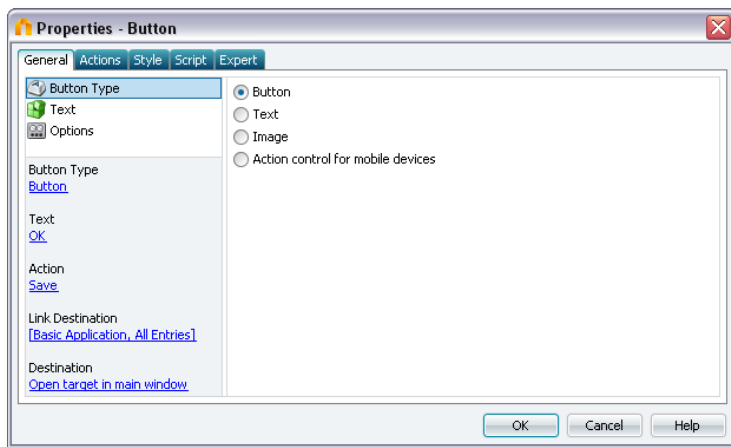 Properties - Button
General Actions Style Script Expert
Button Type
Text
Options
Button Type
Button
Text
OK
Action
Save
Link Destination
[Basic Application, All Entries]
Destination
Open target in main window
Button
Text
Image
Action control for mobile devices
OK Cancel Help